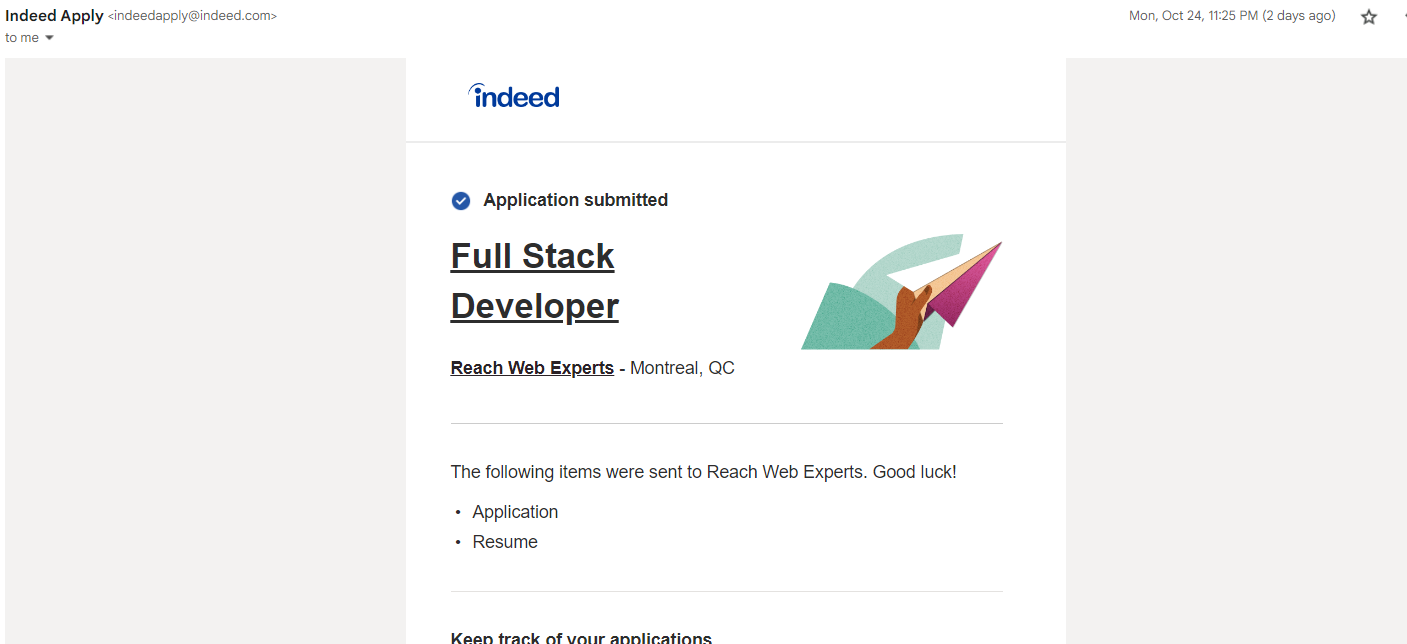 Indeed Apply <indeedapply@indeed.com>
Mon, Oct 24, 11:25 PM (2 days ago)
to me
indeed
Application submitted
Full Stack
Developer
Reach Web Experts - Montreal, QC
The following items were sent to Reach Web Experts. Good luck!
• Application
• Resume
Keep track of your applications